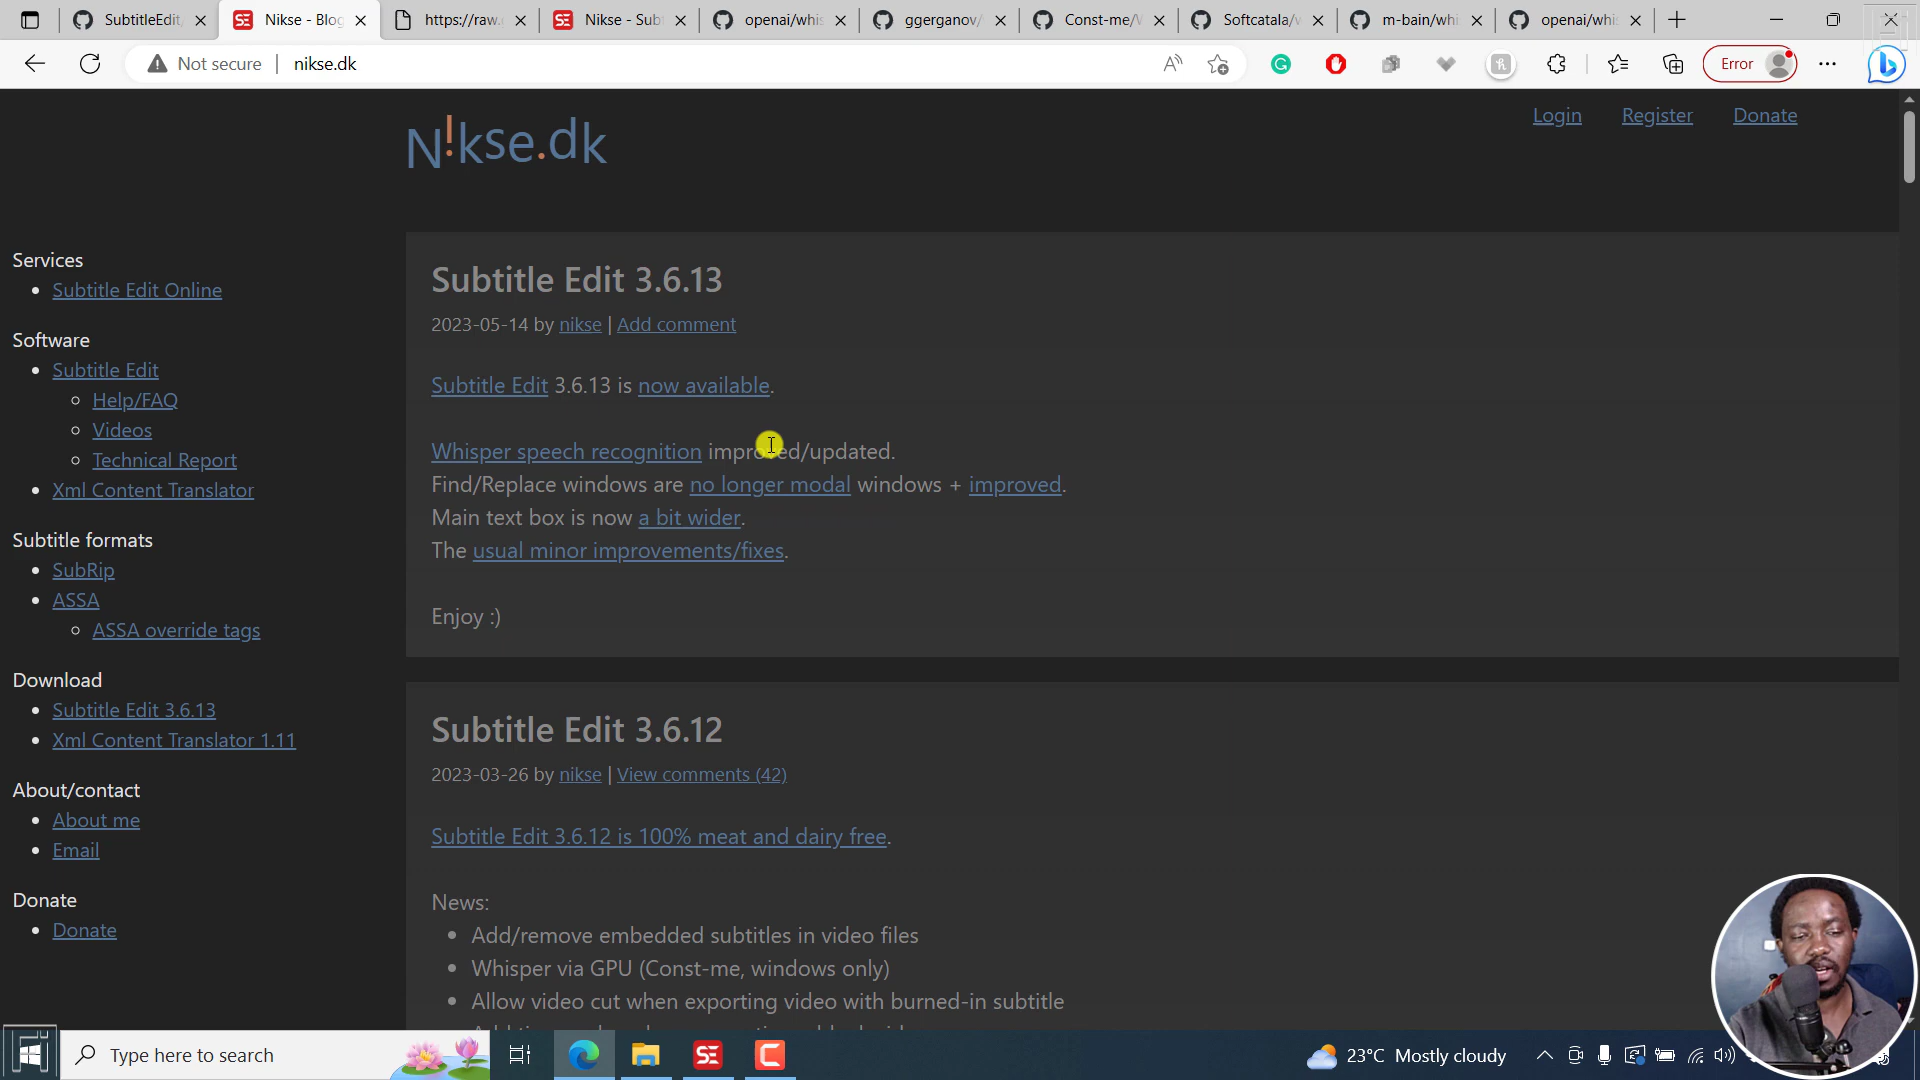 SubtitleEdit
Nikse - Blog
https://raw.
Nikse - Sub
openai/whi
ggerganov/
Const-me/W
Softcatala/w
m-bain/whi
openai/whi
Not secure
nikse.dk
Error
N!kse.dk
Login
Register
Donate
Services
Subtitle Edit Online
Software
Subtitle Edit
Help/FAQ
Videos
Technical Report
Xml Content Translator
Subtitle formats
SubRip
ASSA
ASSA override tags
Download
Subtitle Edit 3.6.13
Xml Content Translator 1.11
About/contact
About me
Email
Donate
Donate
Subtitle Edit 3.6.13
2023-05-14 by nikse | Add comment
Subtitle Edit 3.6.13 is now available.
Whisper speech recognition improved/updated.
Find/Replace windows are no longer modal windows + improved.
Main text box is now a bit wider.
The usual minor improvements/fixes.
Enjoy :)
Subtitle Edit 3.6.12
2023-03-26 by nikse | View comments (42)
Subtitle Edit 3.6.12 is 100% meat and dairy free.
News:
Add/remove embedded subtitles in video files
Whisper via GPU (Const-me, windows only)
Allow video cut when exporting video with burned-in subtitle
Type here to search
23°C Mostly cloudy